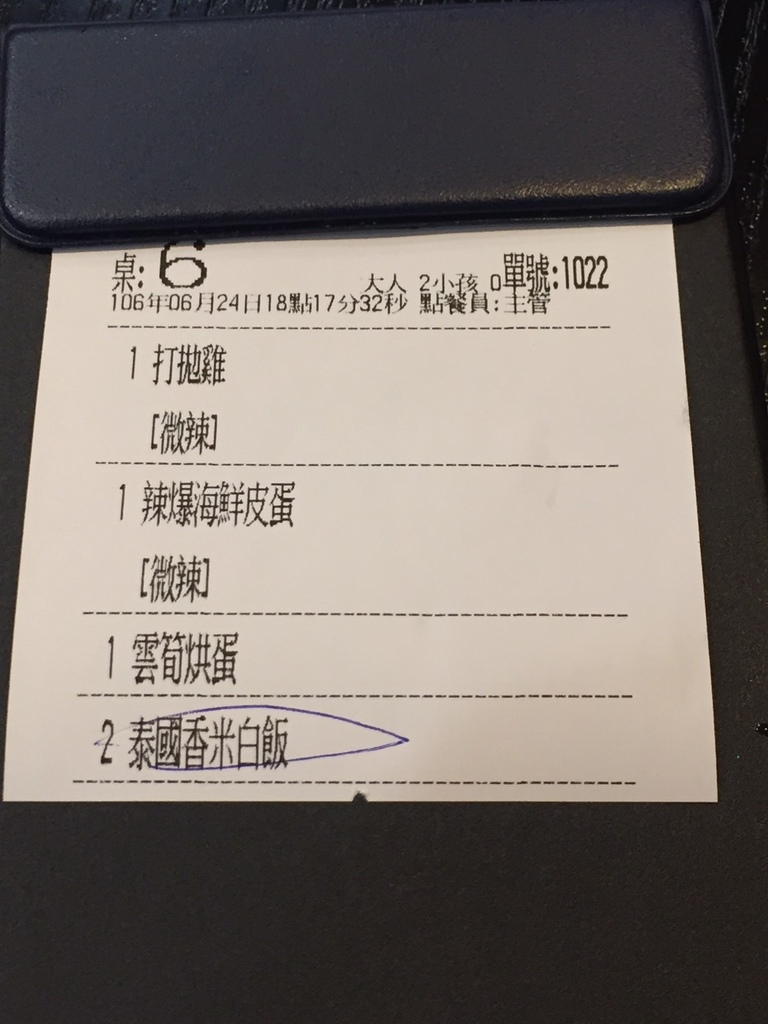 桌:6 大人 2小孩 0單號:1022
106年06月24日18點17分32秒 點餐員:主管
1 打拋雞
[微辣]
1 辣爆海鮮皮蛋
[微辣]
1 雲筍烘蛋
2 泰國香米白飯